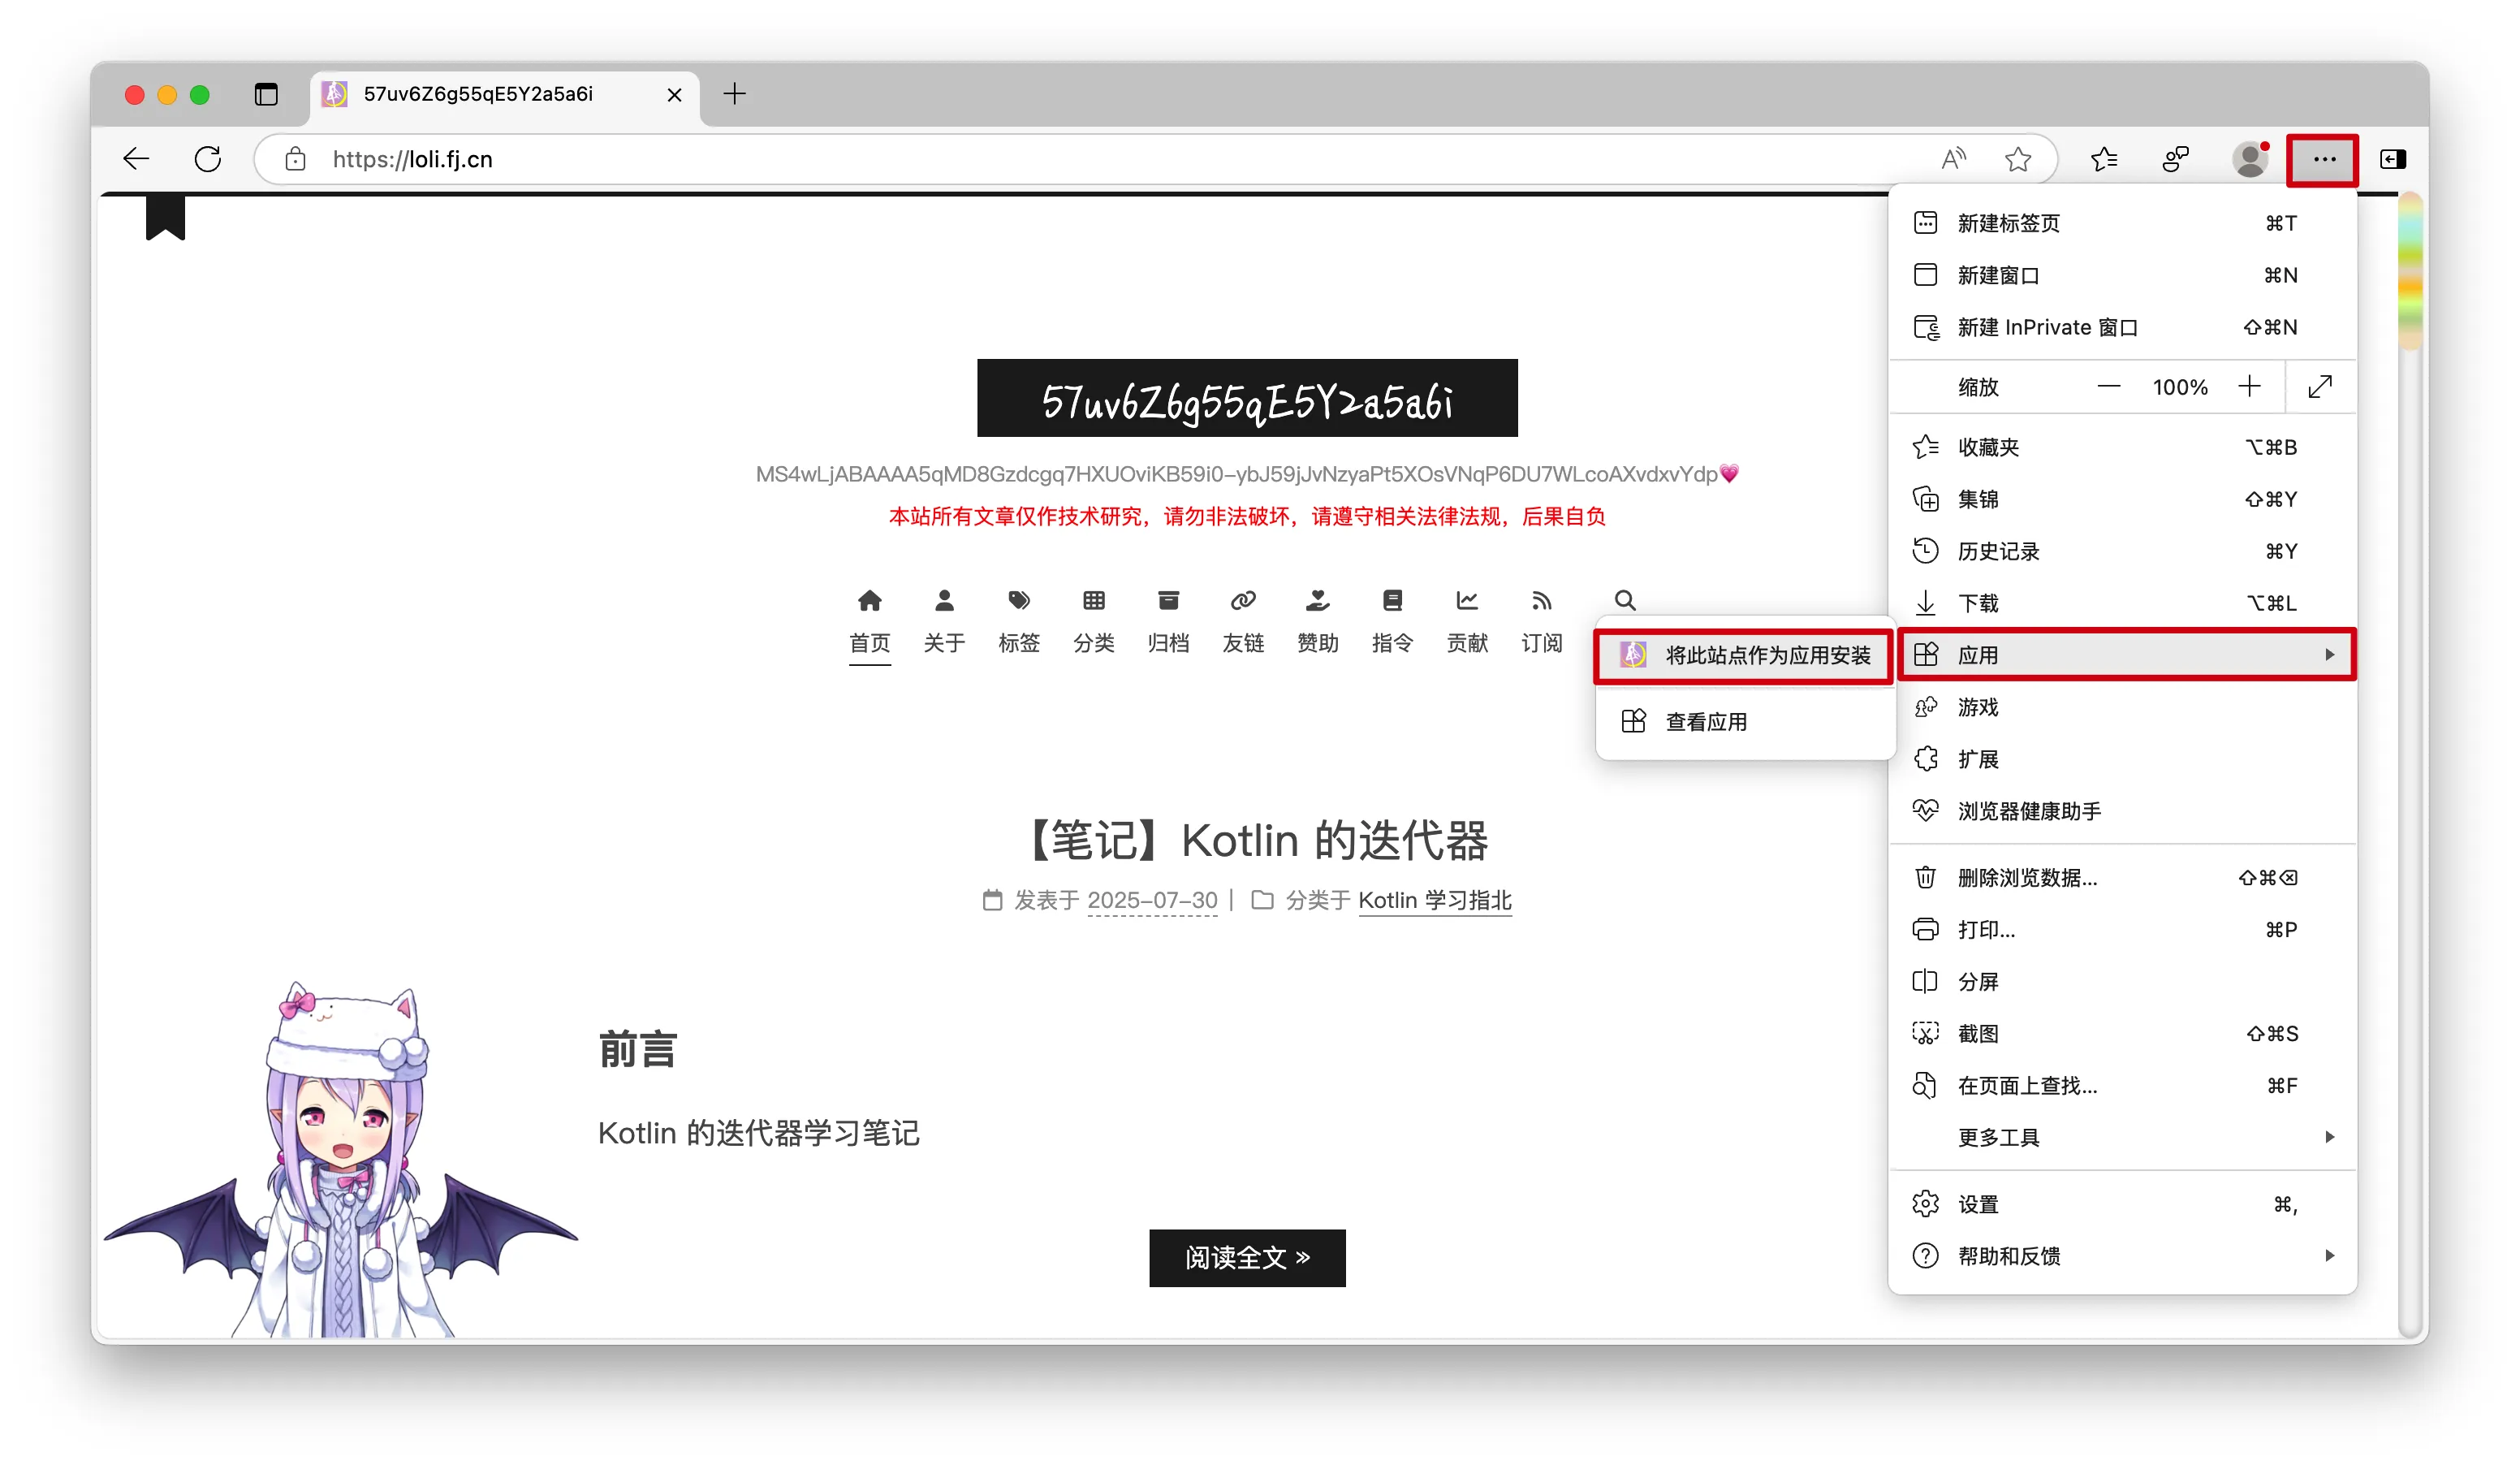 57uv6Z6g55qE5Y2a5a6i
https://loli.fj.cn
57uv6Z6g55qE5Y2a5a6i
MS4wLjABAAAA5qMD8Gzdcgq7HXUOviKB59i0-ybJ59jJvNzyaPt5XOsVNqP6DU7WLcoAXvdxvYdp💗
本站所有文章仅作技术研究，请勿非法破坏，请遵守相关法律法规，后果自负
首页 关于 标签 分类 归档 友链 赞助 指令 贡献 订阅
【笔记】Kotlin 的迭代器
发表于 2025-07-30 | 分类于 Kotlin 学习指北
前言
Kotlin 的迭代器学习笔记
阅读全文 »
将此站点作为应用安装
查看应用
新建标签页 ⌘T
新建窗口 ⌘N
新建 InPrivate 窗口 ⇧⌘N
缩放 — 100% +
收藏夹 ⌥⌘B
集锦 ⇧⌘Y
历史记录 ⌘Y
下载 ⌥⌘L
应用
游戏
扩展
浏览器健康助手
删除浏览数据... ⇧⌘⌫
打印... ⌘P
分屏
截图 ⇧⌘S
在页面上查找... ⌘F
更多工具
设置 ⌘,
帮助和反馈